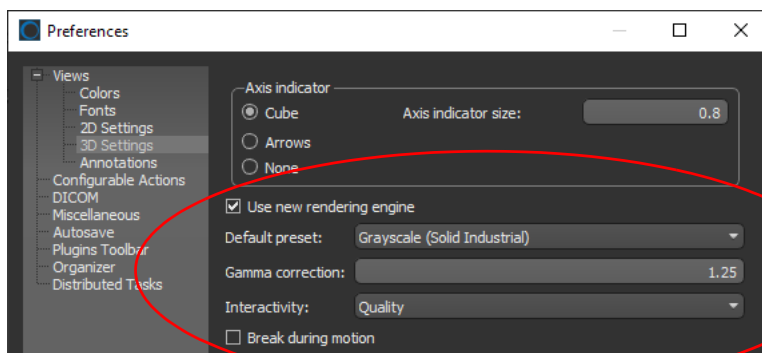 Preferences
Views
Colors
Fonts
2D Settings
3D Settings
Annotations
Configurable Actions
DICOM
Miscellaneous
Autosave
Plugins Toolbar
Organizer
Distributed Tasks
Axis indicator
Cube
Axis indicator size:
0.8
Arrows
None
Use new rendering engine
Default preset:
Grayscale (Solid Industrial)
Gamma correction:
1.25
Interactivity:
Quality
Break during motion